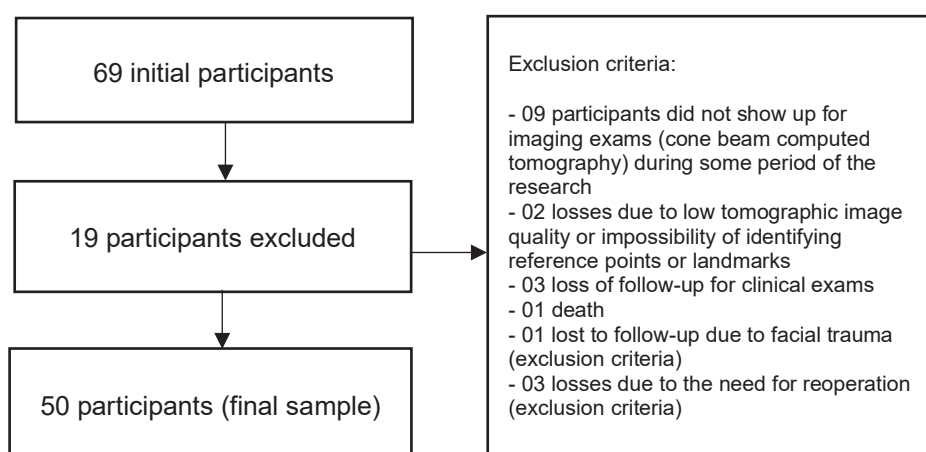 69 initial participants
19 participants excluded
50 participants (final sample)
Exclusion criteria:
- 09 participants did not show up for
imaging exams (cone beam computed
tomography) during some period of the
research
- 02 losses due to low tomographic image
quality or impossibility of identifying
reference points or landmarks
- 03 loss of follow-up for clinical exams
- 01 death
- 01 lost to follow-up due to facial trauma
(exclusion criteria)
- 03 losses due to the need for reoperation
(exclusion criteria)